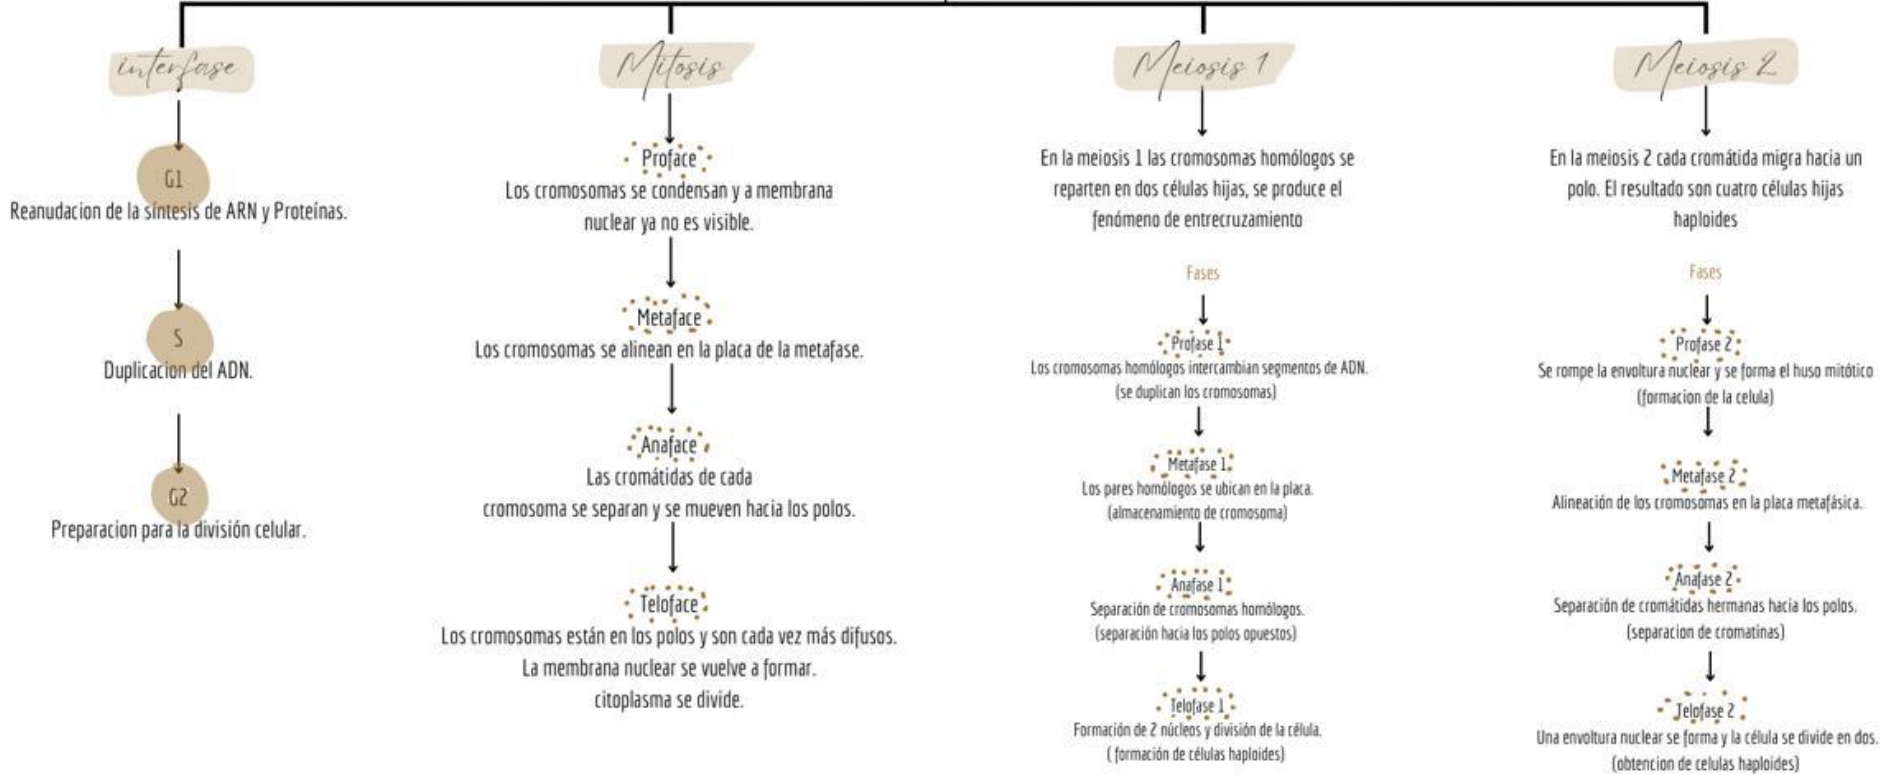 interfase
G1
Reanudacion de la síntesis de ARN y Proteínas.
S
Duplicacion del ADN.
G2
Preparacion para la división celular.
Mitosis
Proface
Los cromosomas se condensan y a membrana
nuclear ya no es visible.
Metaface
Los cromosomas se alinean en la placa de la metafase.
Anaface
Las cromátidas de cada
cromosoma se separan y se mueven hacia los polos.
Teloface
Los cromosomas están en los polos y son cada vez más difusos.
La membrana nuclear se vuelve a formar.
citoplasma se divide.
Meiosis 1
En la meiosis 1 las cromosomas homólogos se
reparten en dos células hijas, se produce el
fenómeno de entrecruzamiento
Fases
Profase 1
Los cromosomas homólogos intercambian segmentos de ADN.
(se duplican los cromosomas)
Metafase 1
Los pares homólogos se ubican en la placa.
(almacenamiento de cromosoma)
Anafase 1
Separación de cromosomas homólogos.
(separación hacia los polos opuestos)
Telofase 1
Formación de 2 núcleos y división de la célula.
( formación de células haploides)
Meiosis 2
En la meiosis 2 cada cromátida migra hacia un
polo. El resultado son cuatro células hijas
haploides
Fases
Profase 2
Se rompe la envoltura nuclear y se forma el huso mitótico
(formacion de la celula)
Metafase 2
Alineación de los cromosomas en la placa metafásica.
Anafase 2
Separación de cromátidas hermanas hacia los polos.
(separacion de cromatinas)
Telofase 2
Una envoltura nuclear se forma y la célula se divide en dos.
(obtencion de celulas haploides)